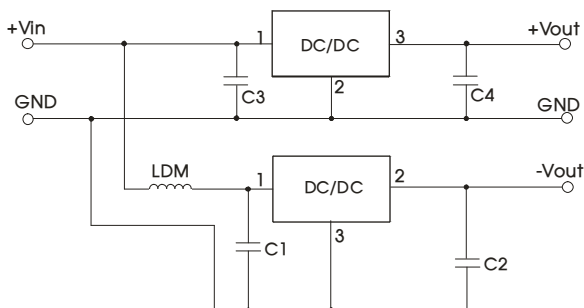 +Vin
1
DC/DC
3
+Vout
C3
2
C4
GND
GND
LDM
1
DC/DC
2
-Vout
3
C1
C2